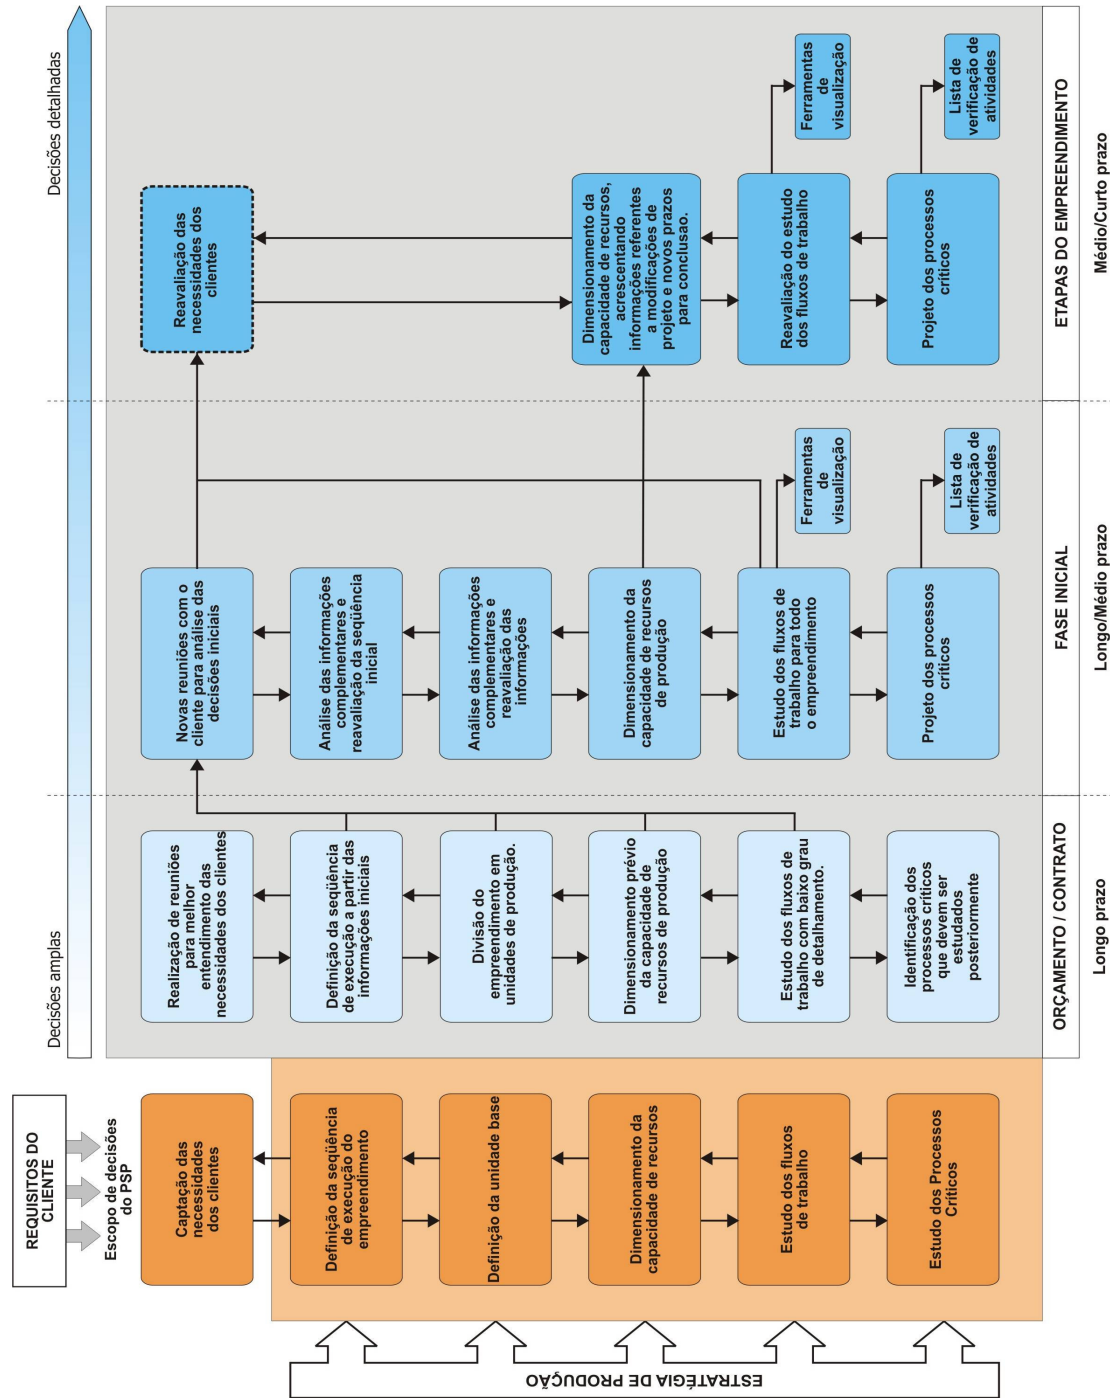 REQUISITOS DO
CLIENTE
Escopo de decisões
do PSP
Decisões amplas
Decisões detalhadas
Captação das
necessidades
dos clientes
Realização de reuniões
para melhor
entendimento das
necessidades dos clientes
Novas reuniões com o
cliente para análise das
decisões iniciais
Reavaliação das
necessidades dos
clientes
Definição da seqüência
de execução do
empreendimento
Definição da seqüência
de execução a partir das
informações iniciais
Análise das informações
complementares e
reavaliação da seqüência
inicial
Definição da unidade base
Divisão do
empreendimento em
unidades de produção.
Análise das informações
complementares e
reavaliação das
informações
Dimensionamento da
capacidade de recursos
Dimensionamento prévio
da capacidade de
recursos de produção
Dimensionamento da
capacidade de recursos
de produção
Dimensionamento da
capacidade de recursos,
acrescentando
informações referentes
a modificações de
projeto e novos prazos
para conclusao.
Estudo dos fluxos
de trabalho
Estudo dos fluxos de
trabalho com baixo grau
de detalhamento.
Estudo dos fluxos de
trabalho para todo
o empreendimento
Ferramentas
de
visualização
Reavaliação do estudo
dos fluxos de trabalho
Ferramentas
de
visualização
Estudo dos Processos
Críticos
Identificação dos
processos críticos
que devem ser
estudados
posteriormente
Projeto dos processos
críticos
Lista de
verificação de
atividades
Projeto dos processos
críticos
Lista de
verificação de
atividades
ESTRATÉGIA DE PRODUÇÃO
ORÇAMENTO / CONTRATO
FASE INICIAL
ETAPAS DO EMPREENDIMENTO
Longo prazo
Longo/Médio prazo
Médio/Curto prazo